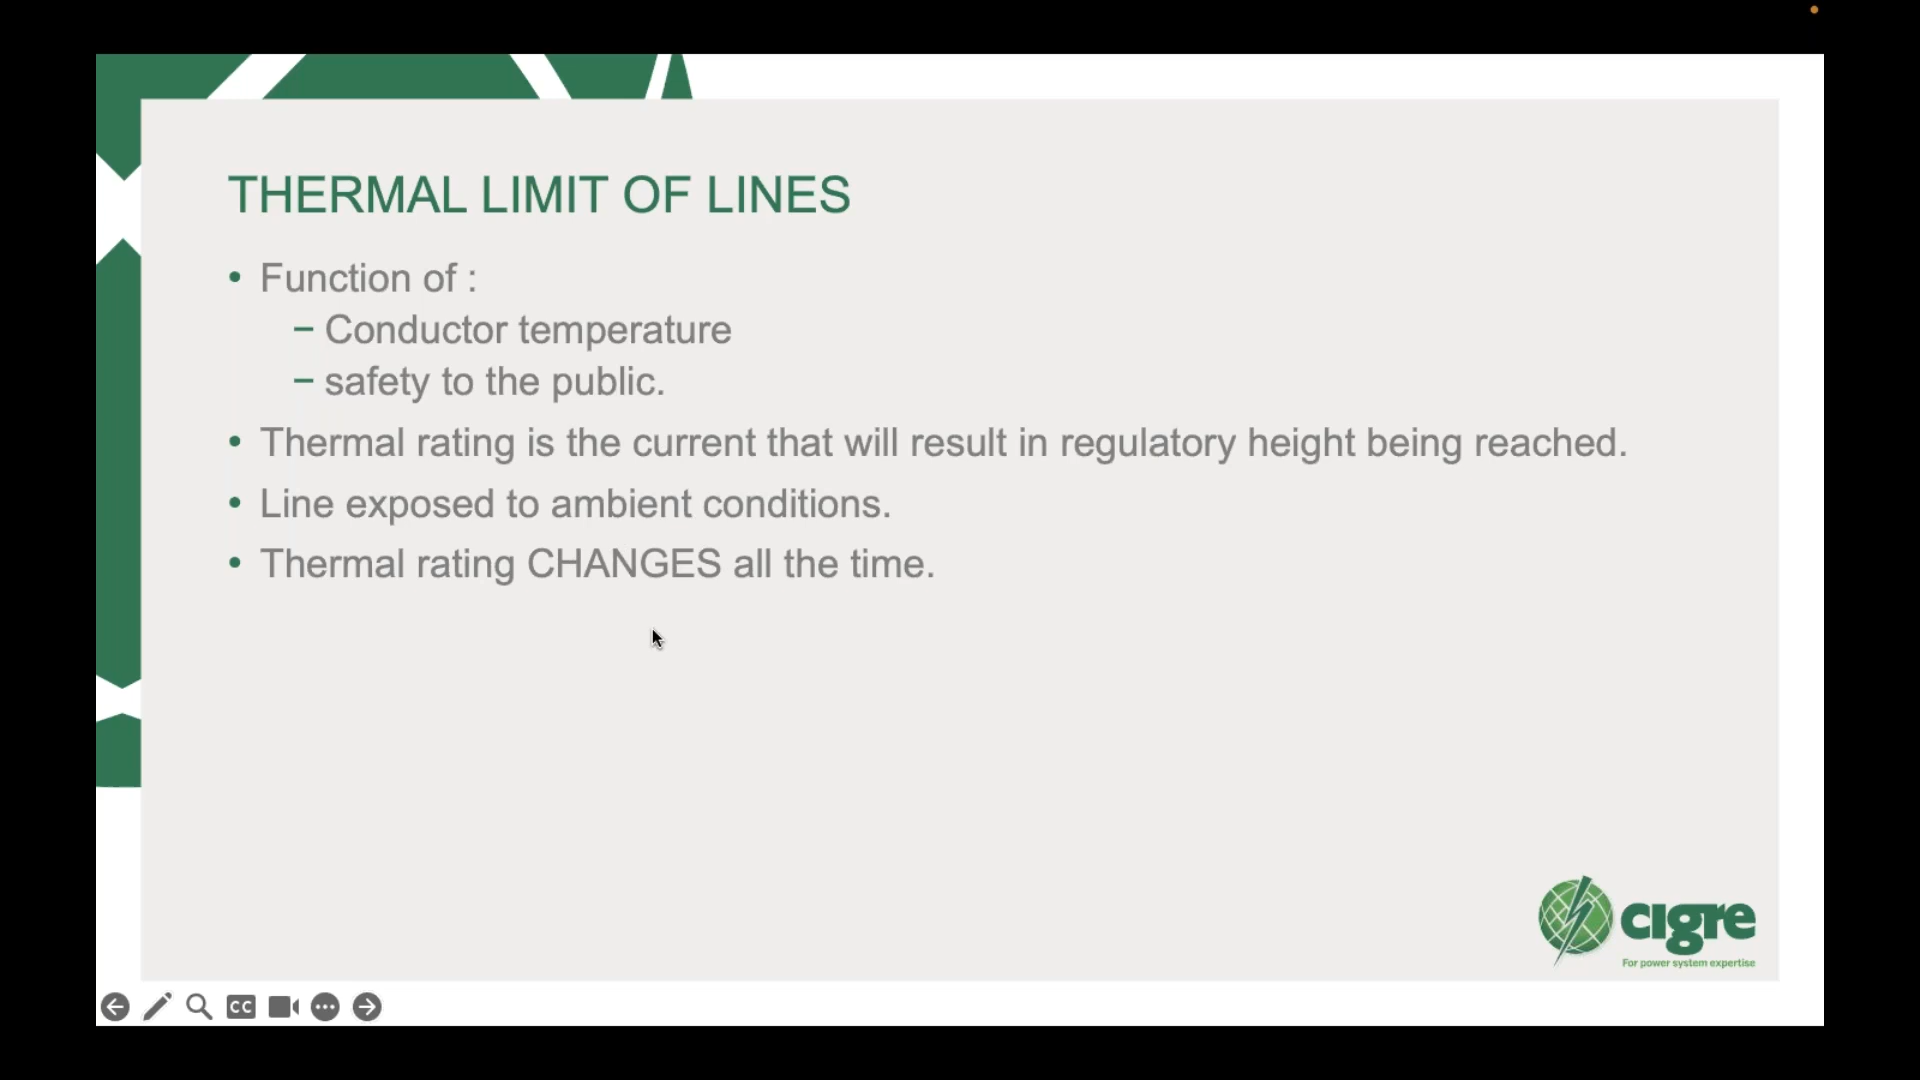 THERMAL LIMIT OF LINES
• Function of :
– Conductor temperature
– safety to the public.
• Thermal rating is the current that will result in regulatory height being reached.
• Line exposed to ambient conditions.
• Thermal rating CHANGES all the time.
cigre
For power system expertise
CC